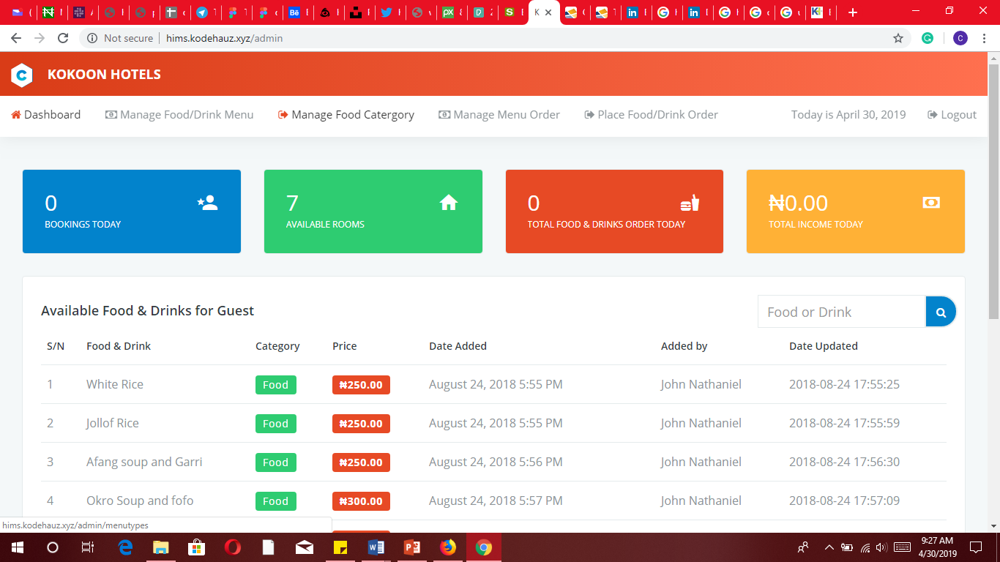 Not secure | hims.kodehauz.xyz/admin
KOKOON HOTELS
Dashboard Manage Food/Drink Menu Manage Food Catergory Manage Menu Order Place Food/Drink Order Today is April 30, 2019 Logout
0 7 0 ₦0.00
BOOKINGS TODAY AVAILABLE ROOMS TOTAL FOOD & DRINKS ORDER TODAY TOTAL INCOME TODAY
Available Food & Drinks for Guest Food or Drink
S/N Food & Drink Category Price Date Added Added by Date Updated
1 White Rice Food ₦250.00 August 24, 2018 5:55 PM John Nathaniel 2018-08-24 17:55:25
2 Jollof Rice Food ₦250.00 August 24, 2018 5:55 PM John Nathaniel 2018-08-24 17:55:59
3 Afang soup and Garri Food ₦250.00 August 24, 2018 5:56 PM John Nathaniel 2018-08-24 17:56:30
4 Okro Soup and fofo Food ₦300.00 August 24, 2018 5:57 PM John Nathaniel 2018-08-24 17:57:09
hims.kodehauz.xyz/admin/menutypes
9:27 AM
4/30/2019